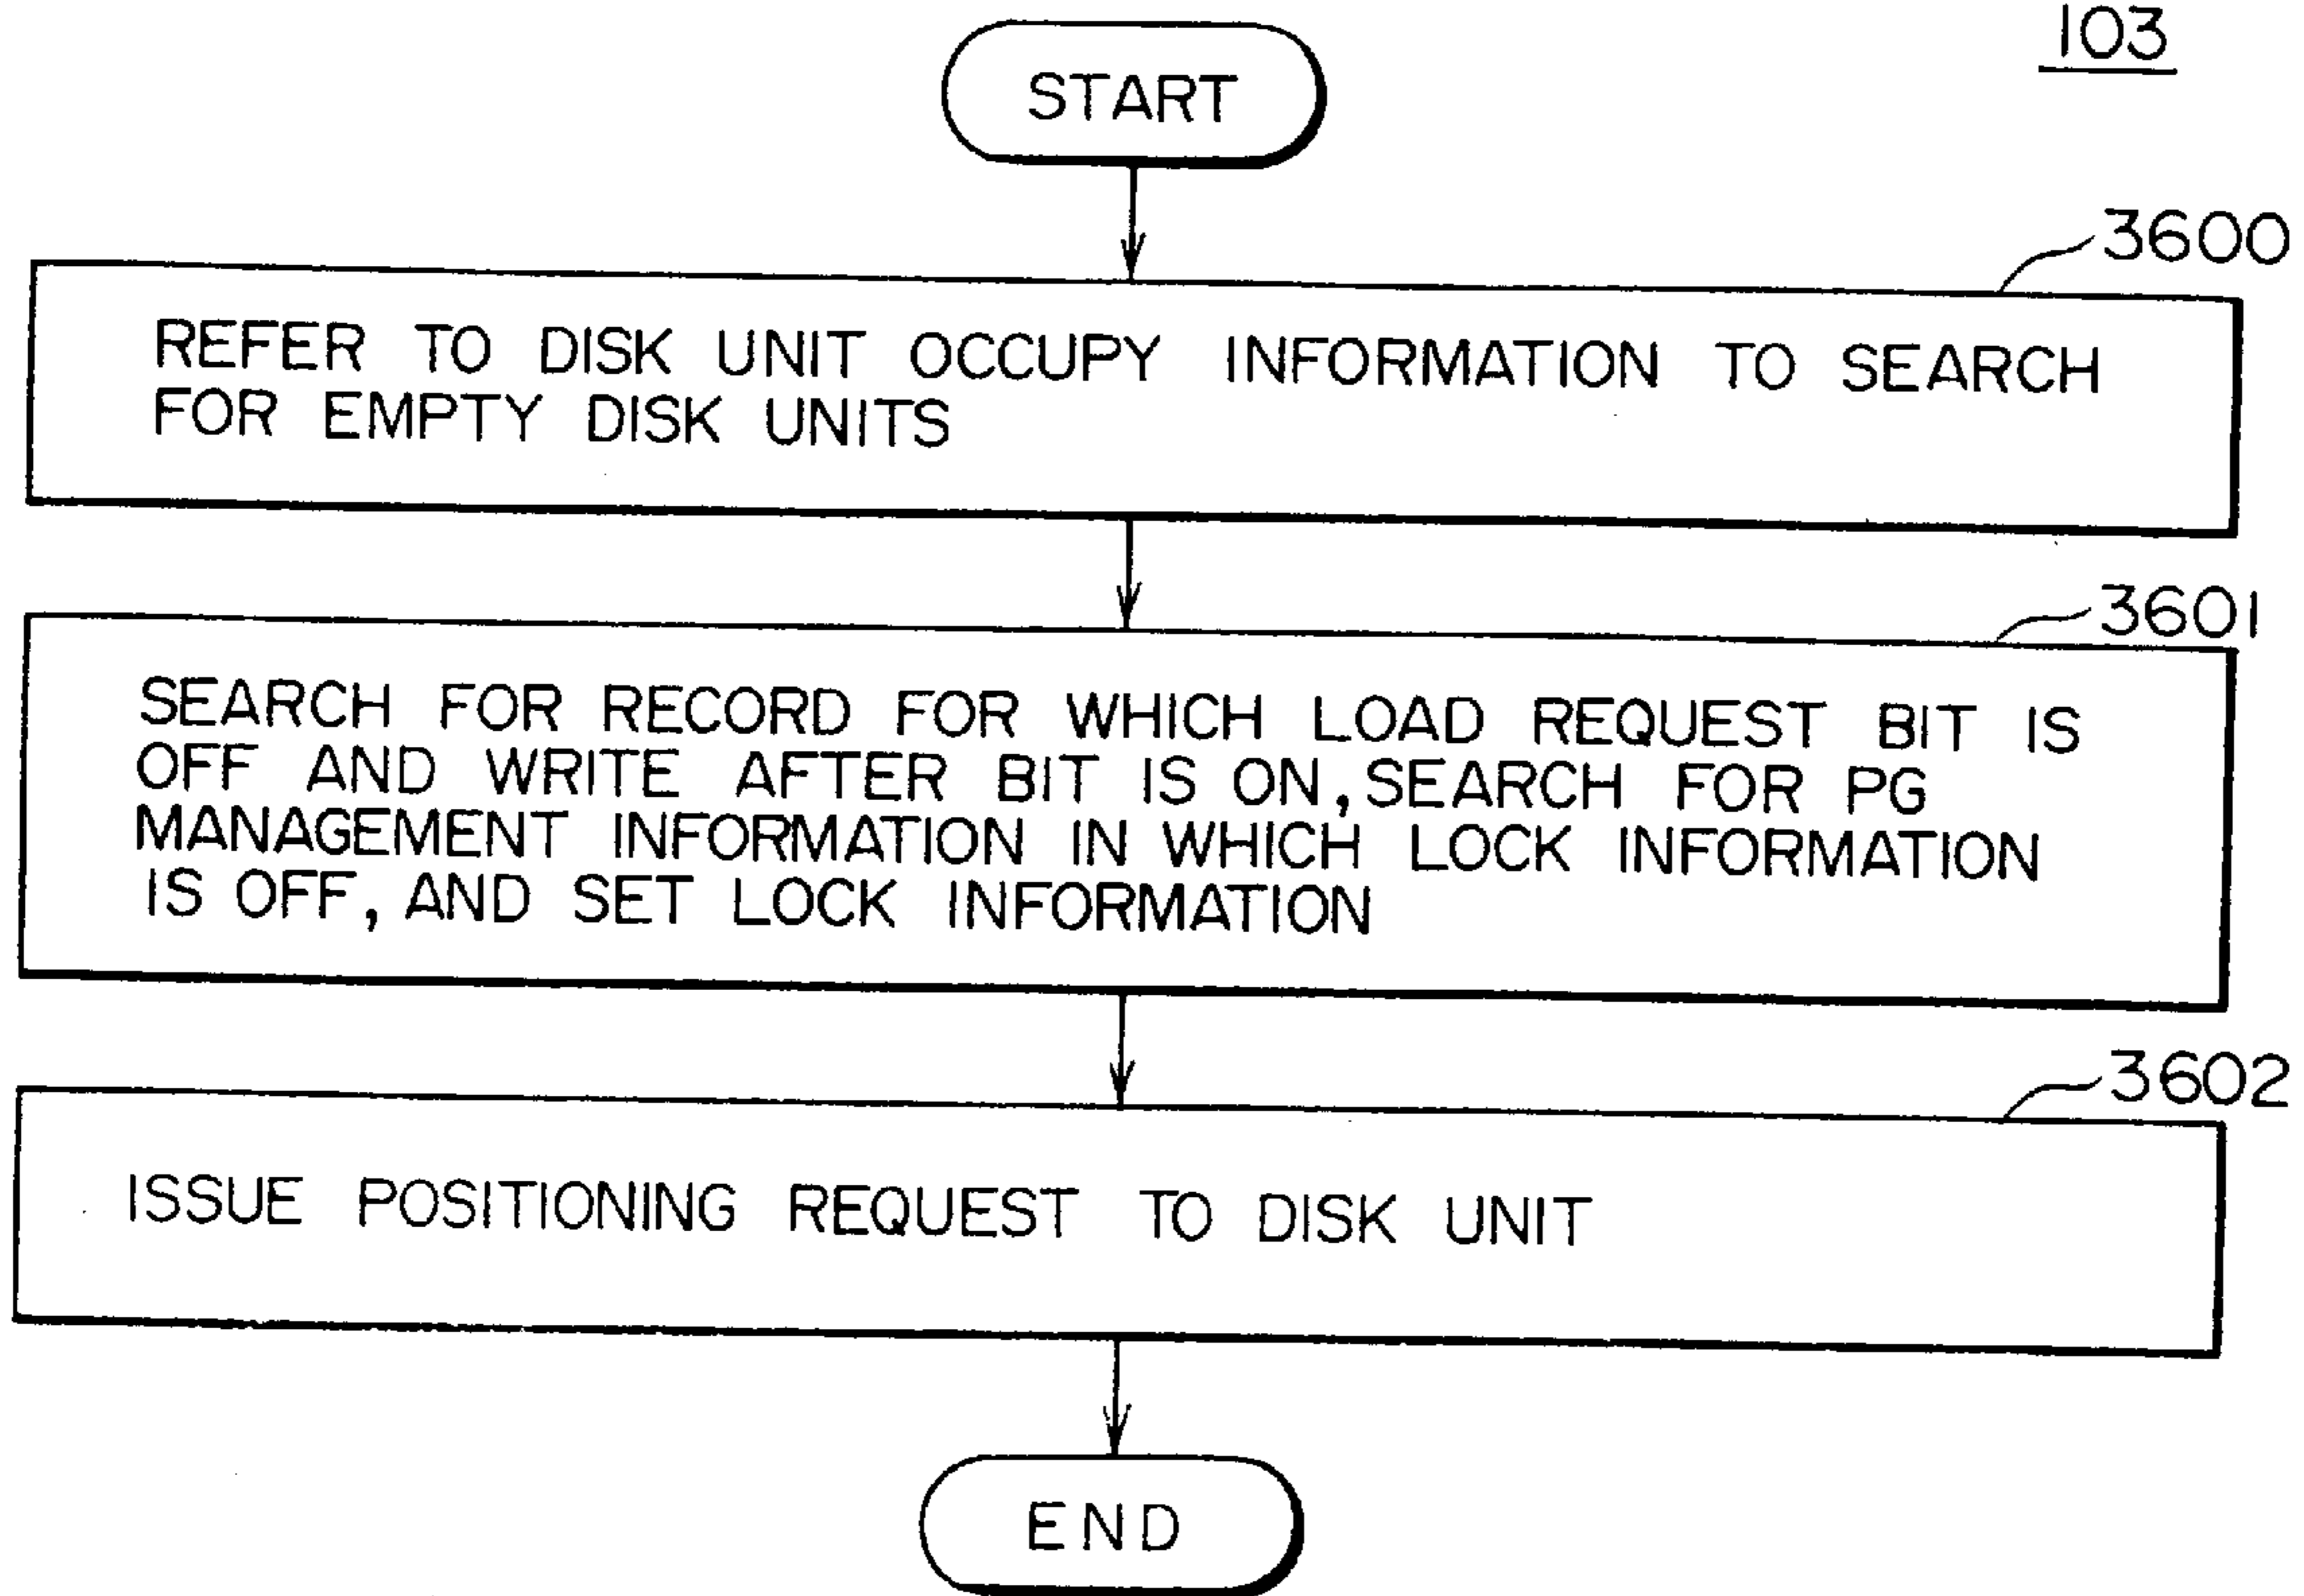 103
START
3600
REFER TO DISK UNIT OCCUPY INFORMATION TO SEARCH
FOR EMPTY DISK UNITS
3601
SEARCH FOR RECORD FOR WHICH LOAD REQUEST BIT IS
OFF AND WRITE AFTER BIT IS ON, SEARCH FOR PG
MANAGEMENT INFORMATION IN WHICH LOCK INFORMATION
IS OFF, AND SET LOCK INFORMATION
3602
ISSUE POSITIONING REQUEST TO DISK UNIT
END